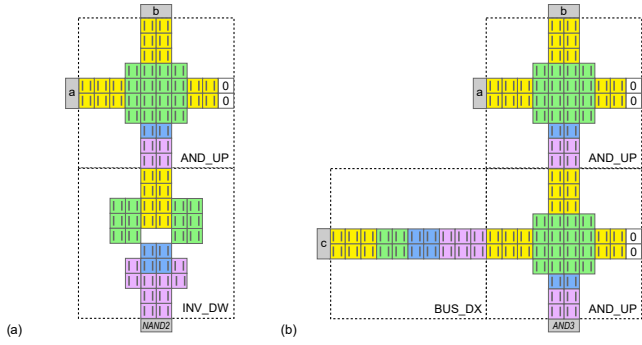 b
a
0
0
AND_UP
INV_DW
NAND2
(a)
b
a
0
0
AND_UP
c
0
0
BUS_DX
AND_UP
AND3
(b)